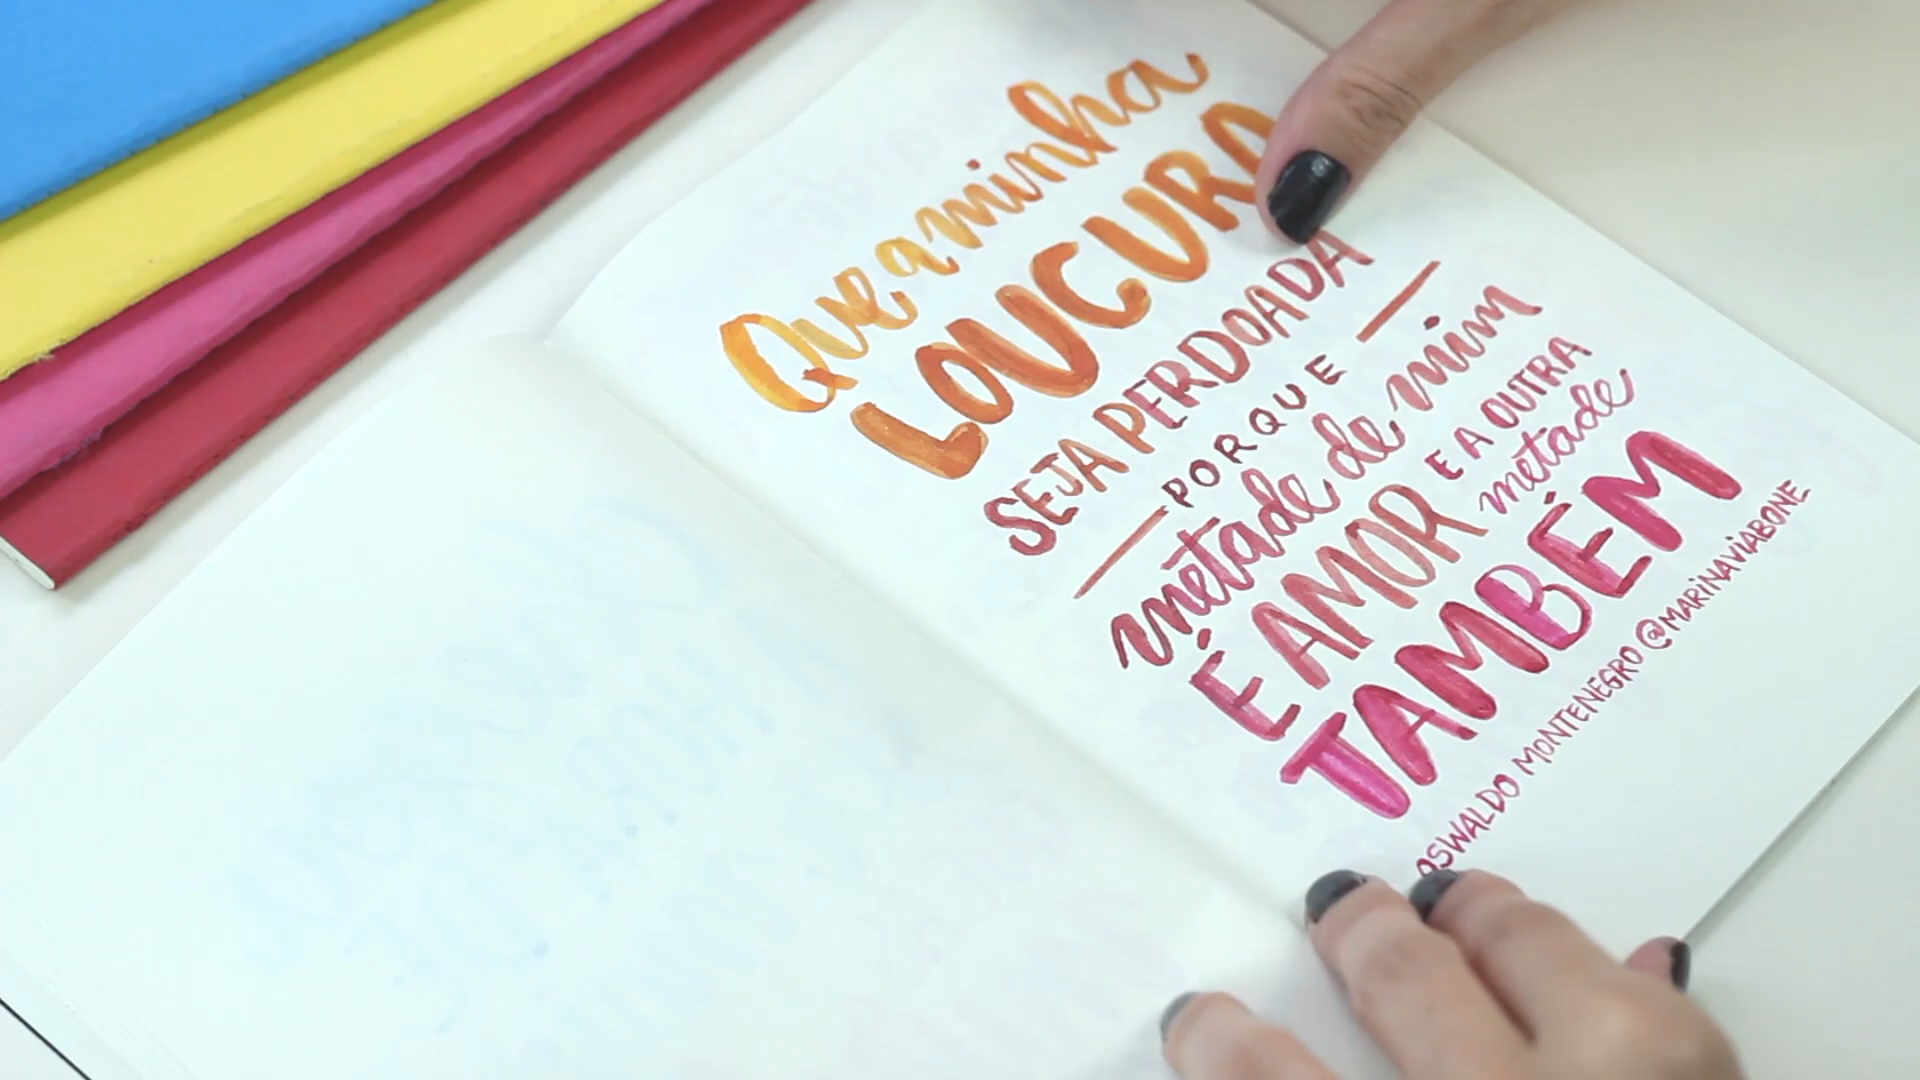 Que a minha
LOUCURA
SEJA PERDOADA
PORQUE
metade de mim
É AMOR
E A OUTRA
metade
TAMBÉM
OSWALDO MONTENEGRO @MARINAVIABONE